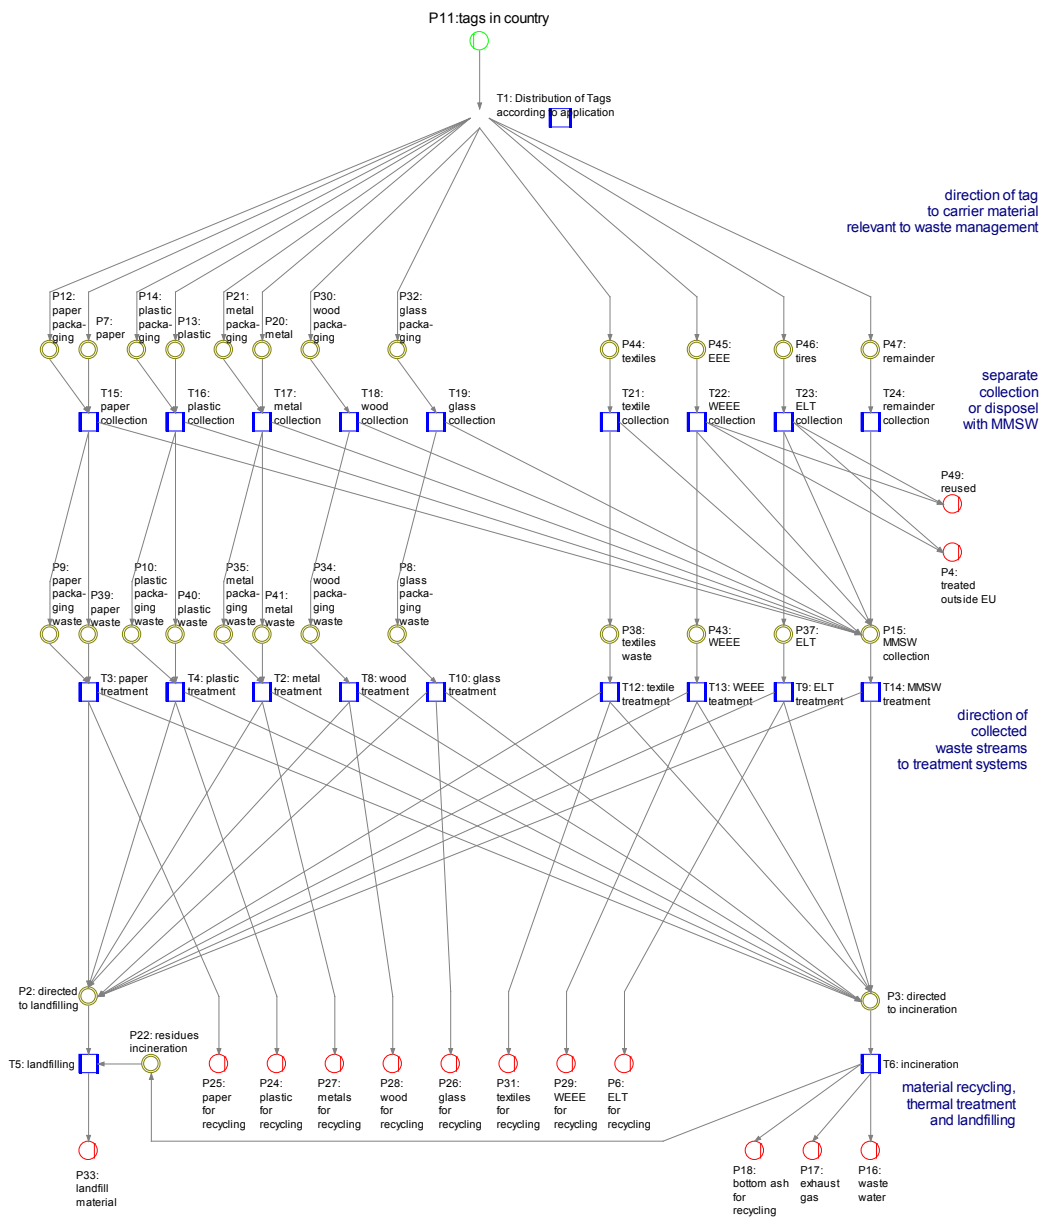 P11:tags in country
T1: Distribution of Tags
according to application
direction of tag
to carrier material
relevant to waste management
P12:
paper
packa-
ging
P7:
paper
P14:
plastic
packa-
ging
P13:
plastic
P21:
metal
packa-
ging
P20:
metal
P30:
wood
packa-
ging
P32:
glass
packa-
ging
P44:
textiles
P45:
EEE
P46:
tires
P47:
remainder
separate
collection
or disposel
with MMSW
T15:
paper
collection
T16:
plastic
collection
T17:
metal
collection
T18:
wood
collection
T19:
glass
collection
T21:
textile
collection
T22:
WEEE
collection
T23:
ELT
collection
T24:
remainder
collection
P49:
reused
P4:
treated
outside EU
P9:
paper
packa-
ging
waste
P39:
paper
waste
P10:
plastic
packa-
ging
waste
P40:
plastic
waste
P35:
metal
packa-
ging
waste
P41:
metal
waste
P34:
wood
packa-
ging
waste
P8:
glass
packa-
ging
waste
P38:
textiles
waste
P43:
WEEE
P37:
ELT
P15:
MMSW
collection
T3: paper
treatment
T4: plastic
treatment
T2: metal
treatment
T8: wood
treatment
T10: glass
treatment
T12: textile
treatment
T13: WEEE
treatment
T9: ELT
treatment
T14: MMSW
treatment
direction of
collected
waste streams
to treatment systems
P2: directed
to landfilling
P3: directed
to incineration
T5: landfilling
P22: residues
incineration
T6: incineration
P25:
paper
for
recycling
P24:
plastic
for
recycling
P27:
metals
for
recycling
P28:
wood
for
recycling
P26:
glass
for
recycling
P31:
textiles
for
recycling
P29:
WEEE
for
recycling
P6:
ELT
for
recycling
material recycling,
thermal treatment
and landfilling
P33:
landfill
material
P18:
bottom ash
for
recycling
P17:
exhaust
gas
P16:
waste
water